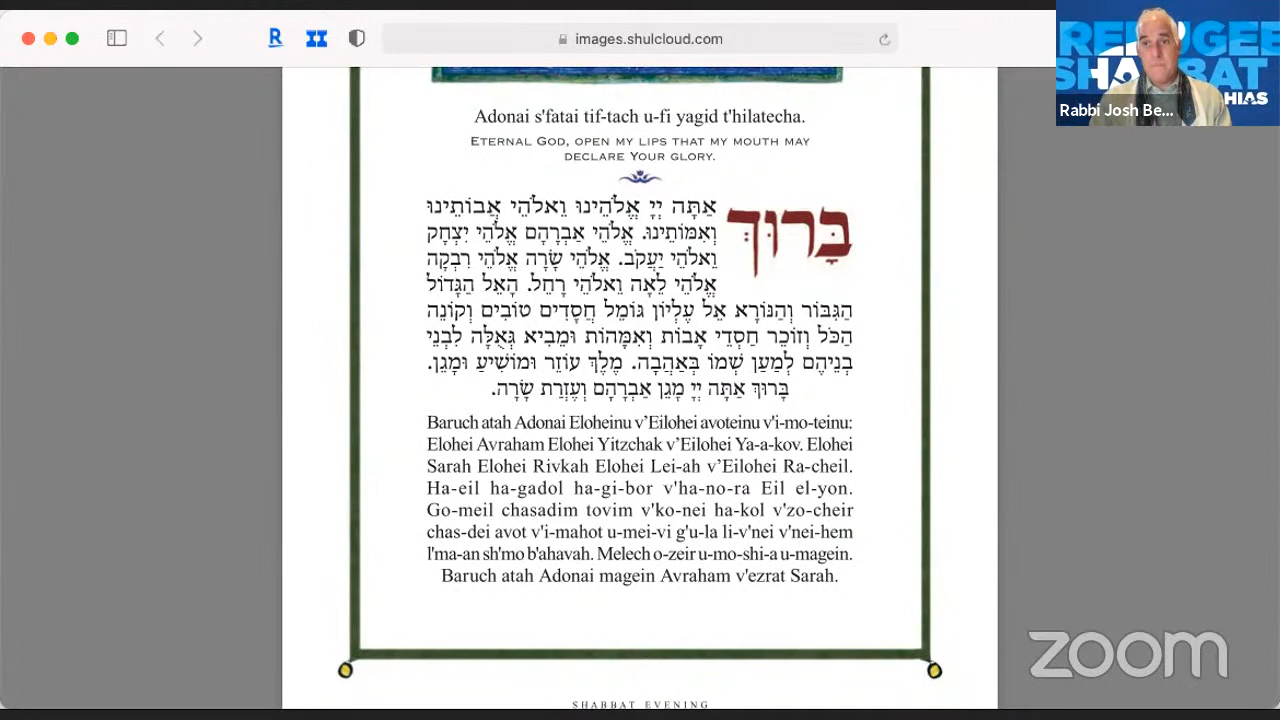 images.shulcloud.com
REFUGEE
SHABBAT
HIAS
Rabbi Josh Be...
Adonai s'fatai tif-tach u-fi yagid t'hilatecha.
ETERNAL GOD, OPEN MY LIPS THAT MY MOUTH MAY
DECLARE YOUR GLORY.
בָּרוּךְ אַתָּה יְיָ אֱלֹהֵינוּ וֵאלֹהֵי אֲבוֹתֵינוּ
וְאִמּוֹתֵינוּ. אֱלֹהֵי אַבְרָהָם אֱלֹהֵי יִצְחָק
וֵאלֹהֵי יַעֲקֹב. אֱלֹהֵי שָׂרָה אֱלֹהֵי רִבְקָה
אֱלֹהֵי לֵאָה וֵאלֹהֵי רָחֵל. הָאֵל הַגָּדוֹל
הַגִּבּוֹר וְהַנּוֹרָא אֵל עֶלְיוֹן גּוֹמֵל חֲסָדִים טוֹבִים וְקוֹנֵה
הַכֹּל וְזוֹכֵר חַסְדֵי אָבוֹת וְאִמָּהוֹת וּמֵבִיא גְּאֻלָּה לִבְנֵי
בְנֵיהֶם לְמַעַן שְׁמוֹ בְּאַהֲבָה. מֶלֶךְ עוֹזֵר וּמוֹשִׁיעַ וּמָגֵן.
בָּרוּךְ אַתָּה יְיָ מָגֵן אַבְרָהָם וְעֶזְרַת שָׂרָה.
Baruch atah Adonai Eloheinu v'Eilohei avoteinu v'i-mo-teinu:
Elohei Avraham Elohei Yitzchak v'Eilohei Ya-a-kov. Elohei
Sarah Elohei Rivkah Elohei Lei-ah v'Eilohei Ra-cheil.
Ha-eil ha-gadol ha-gi-bor v'ha-no-ra Eil el-yon.
Go-meil chasadim tovim v'ko-nei ha-kol v'zo-cheir
chas-dei avot v'i-mahot u-mei-vi g'u-la li-v'nei v'nei-hem
l'ma-an sh'mo b'ahavah. Melech o-zeir u-mo-shi-a u-magein.
Baruch atah Adonai magein Avraham v'ezrat Sarah.
SHABBAT EVENING
zoom